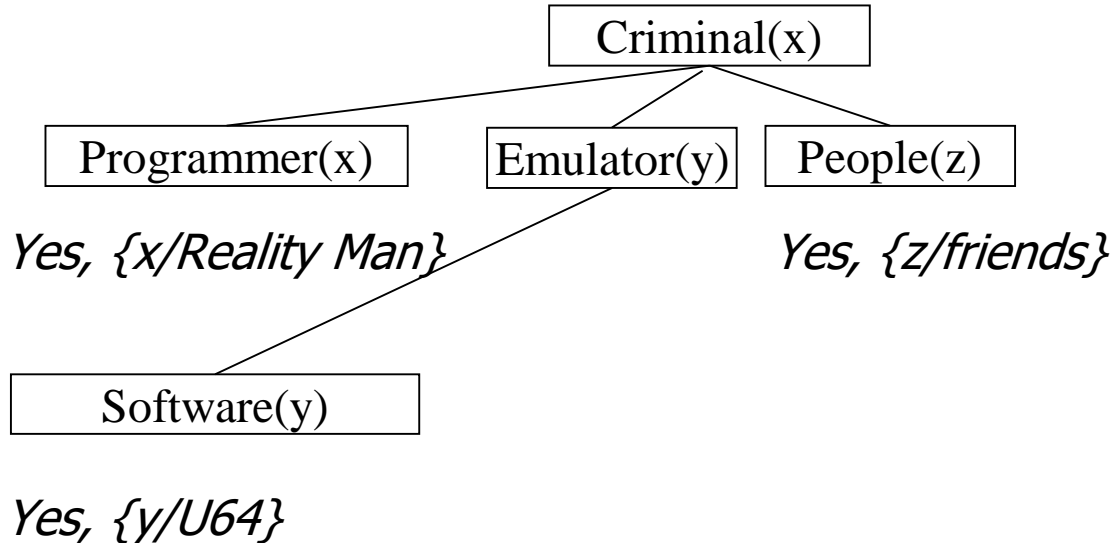 Criminal(x)
Programmer(x)
Emulator(y)
People(z)
Yes, {x/Reality Man}
Yes, {z/friends}
Software(y)
Yes, {y/U64}